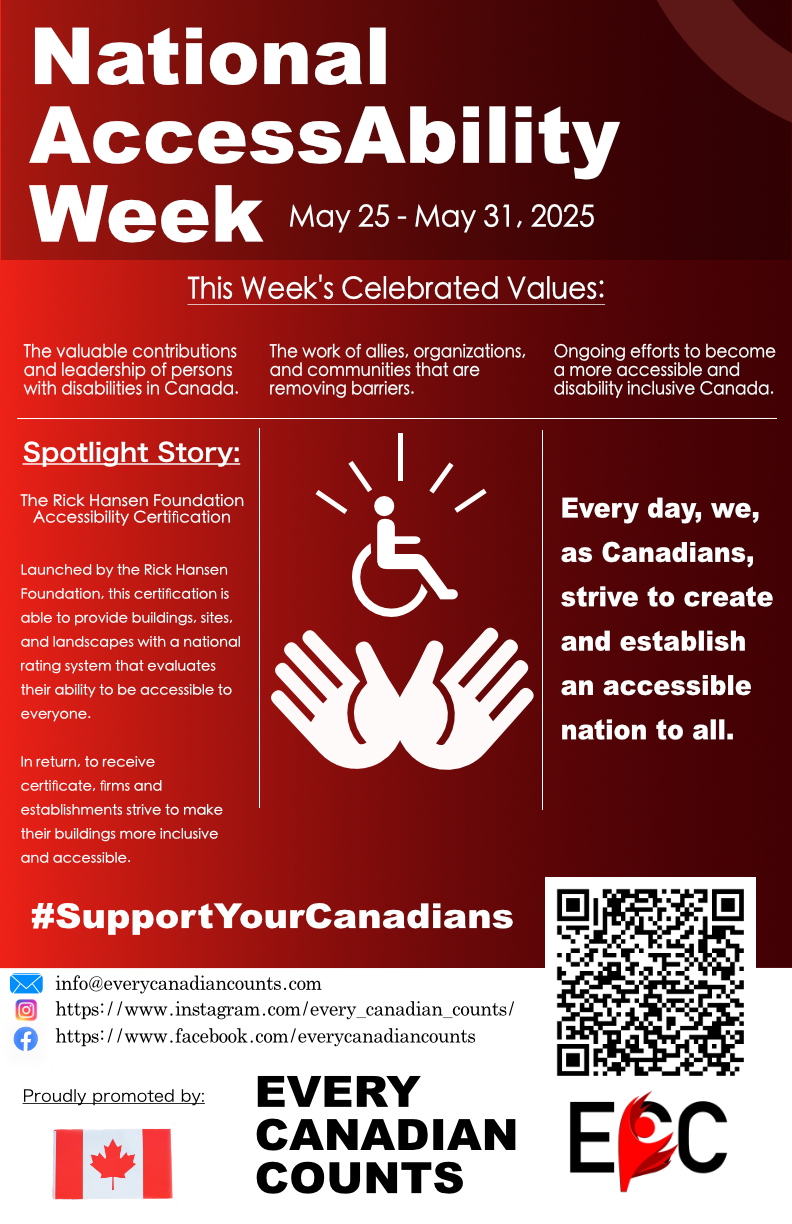 National
AccessAbility
Week May 25 - May 31, 2025
This Week's Celebrated Values:
The valuable contributions
and leadership of persons
with disabilities in Canada.
The work of allies, organizations,
and communities that are
removing barriers.
Ongoing efforts to become
a more accessible and
disability inclusive Canada.
Spotlight Story:
The Rick Hansen Foundation
Accessibility Certification
Launched by the Rick Hansen
Foundation, this certification is
able to provide buildings, sites,
and landscapes with a national
rating system that evaluates
their ability to be accessible to
everyone.
In return, to receive
certificate, firms and
establishments strive to make
their buildings more inclusive
and accessible.
Every day, we,
as Canadians,
strive to create
and establish
an accessible
nation to all.
#SupportYourCanadians
info@everycanadiancounts.com
https://www.instagram.com/every_canadian_counts/
https://www.facebook.com/everycanadiancounts
Proudly promoted by:
EVERY
CANADIAN
COUNTS
ECC